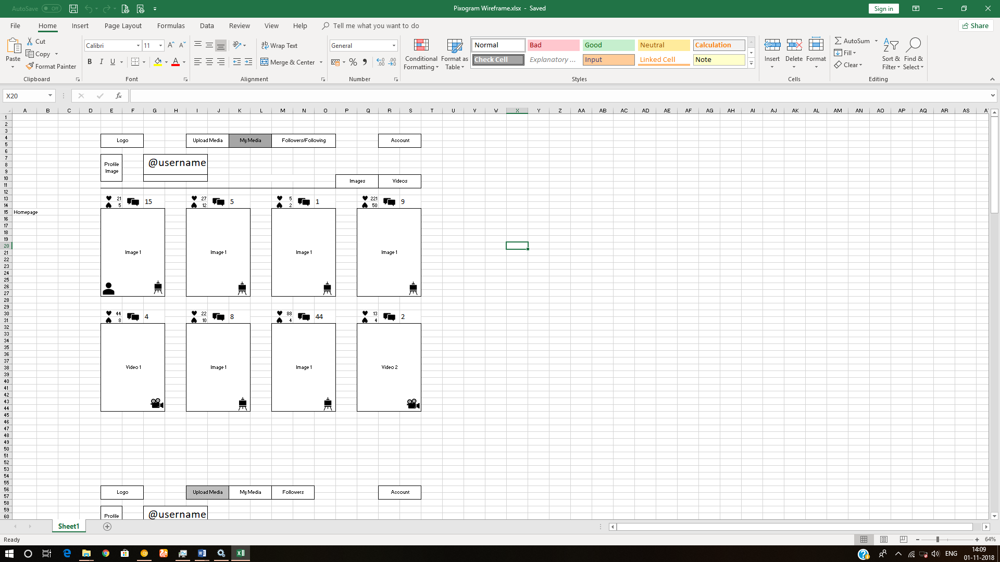 AutoSave Off Pixogram Wireframe.xlsx - Saved Sign in
File Home Insert Page Layout Formulas Data Review View Help Tell me what you want to do Share
Paste Cut
Copy
Format Painter
Calibri 11 Wrap Text General
B I U Merge & Center
Conditional Formatting Format as Table
Normal Bad Good Neutral Calculation
Check Cell Explanatory ... Input Linked Cell Note
Insert Delete Format
AutoSum
Fill
Clear
Sort & Filter Find & Select
Clipboard Font Alignment Number Styles Cells Editing
X20 fx
A B C D E F G H I J K L M N O P Q R S T U V W X Y Z AA AB AC AD AE AF AG AH AI AJ AK AL AM AN AO AP AQ AR AS
1
2
3
4
Logo Upload Media My Media Followers/Following Account
5
6
7
8 Profile Image @username
9
10
Images Videos
11
12
13 21 15 27 5 5 1 221 9
14 5 12 2 50
15 Homepage
16
17
18
19
20
21 Image 1 Image 1 Image 1 Image 1
22
23
24
25
26
27
28
29
30 44 4 22 8 88 44 13 2
31 8 10 4 4
32
33
34
35
36
37
38 Video 1 Image 1 Image 1 Video 2
39
40
41
42
43
44
45
46
47
48
49
50
51
52
53
54
55
56
Logo Upload Media My Media Followers Account
57
58
59
60 Profile @username
Sheet1
Ready 64%
ENG 14:09
01-11-2018